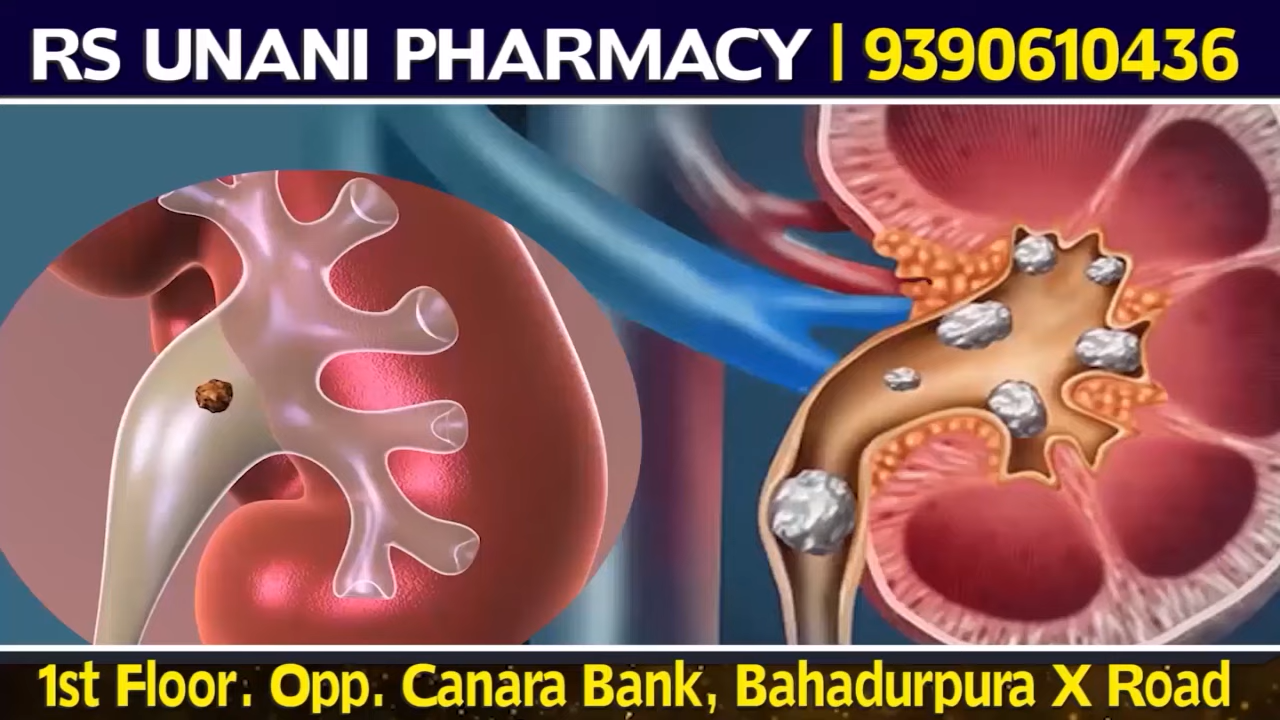 RS UNANI PHARMACY | 9390610436
1st Floor. Opp. Canara Bank, Bahadurpura X Road